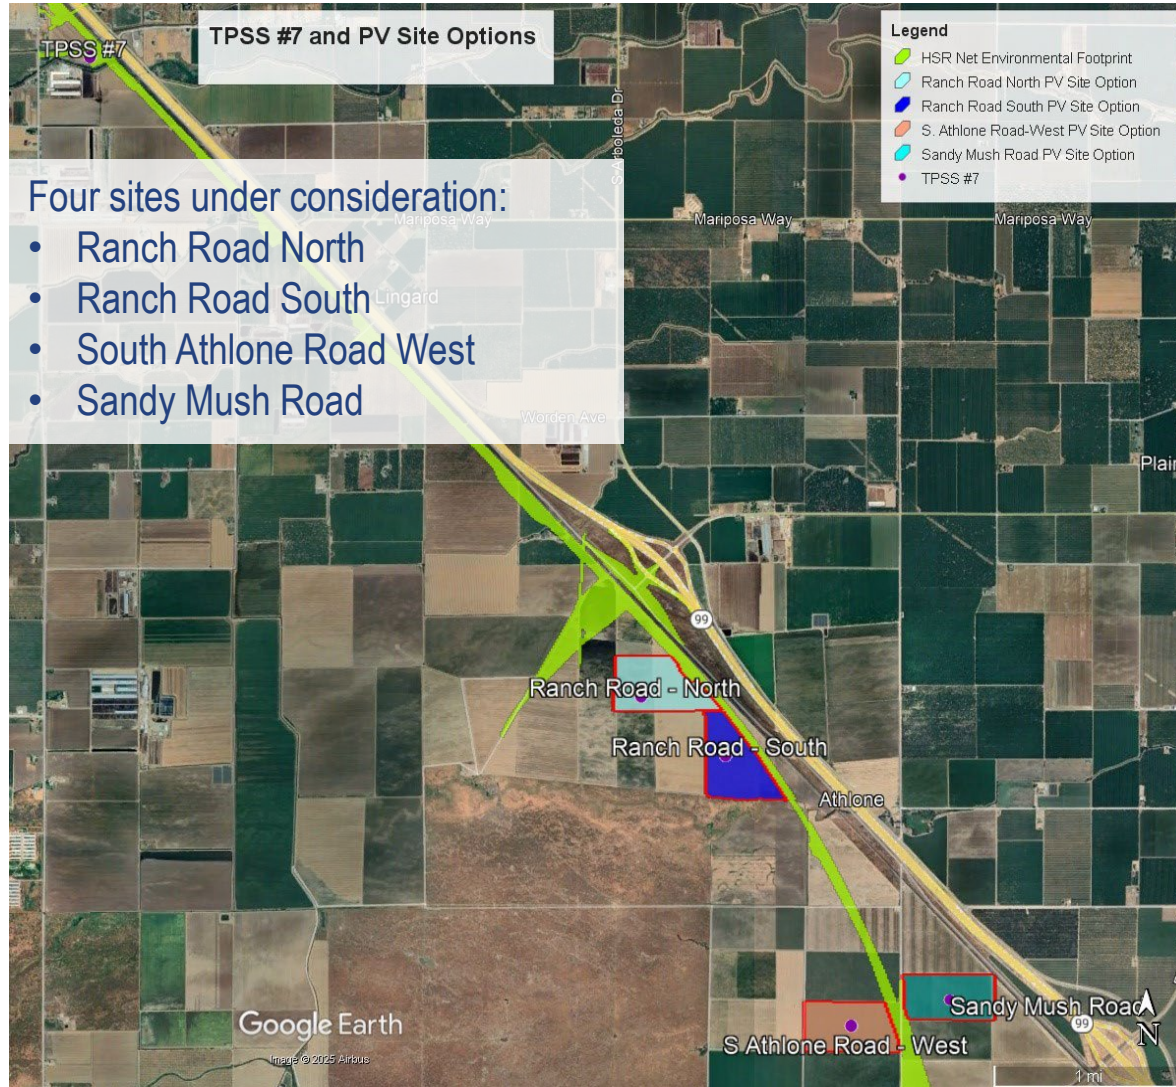 TPSS #7
TPSS #7 and PV Site Options
Legend
HSR Net Environmental Footprint
Ranch Road North PV Site Option
Ranch Road South PV Site Option
S. Athlone Road-West PV Site Option
Sandy Mush Road PV Site Option
TPSS #7
S Arboleda Dr
Four sites under consideration:
• Ranch Road North
• Ranch Road South
• South Athlone Road West
• Sandy Mush Road
Mariposa Way
Mariposa Way
Mariposa Way
Lingard
Worden Ave
Plain
99
Ranch Road - North
Ranch Road - South
Athlone
Sandy Mush Road
99
N
S Athlone Road - West
Google Earth
Image © 2025 Airbus
1 mi